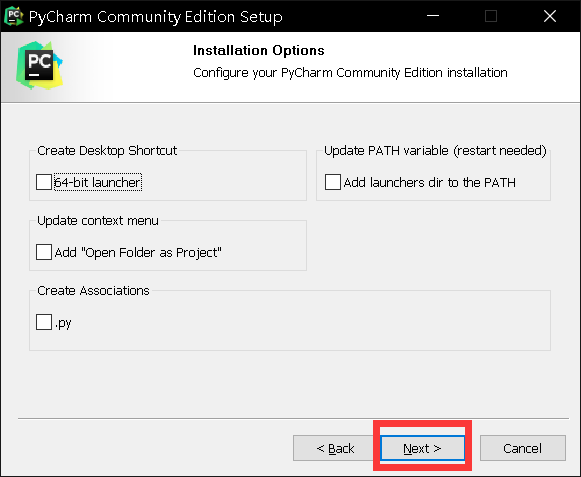 PyCharm Community Edition Setup
PC
Installation Options
Configure your PyCharm Community Edition installation
Create Desktop Shortcut
64-bit launcher
Update PATH variable (restart needed)
Add launchers dir to the PATH
Update context menu
Add "Open Folder as Project"
Create Associations
.py
< Back
Next >
Cancel